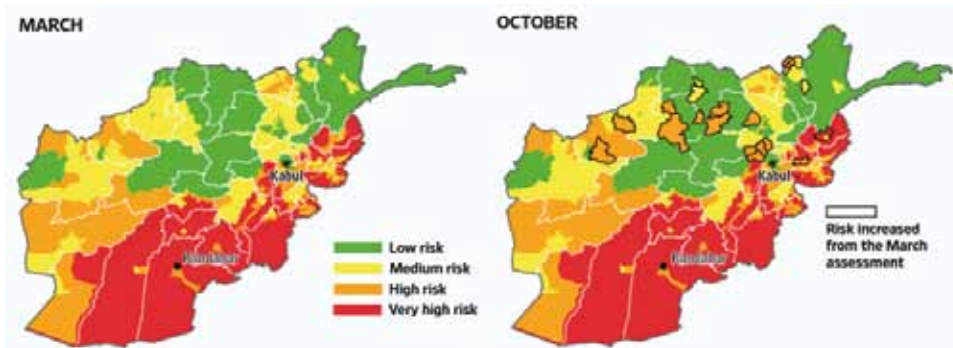 MARCH
OCTOBER
Kabul
Kandahar
Low risk
Medium risk
High risk
Very high risk
Kabul
Kandahar
Risk increased
from the March
assessment